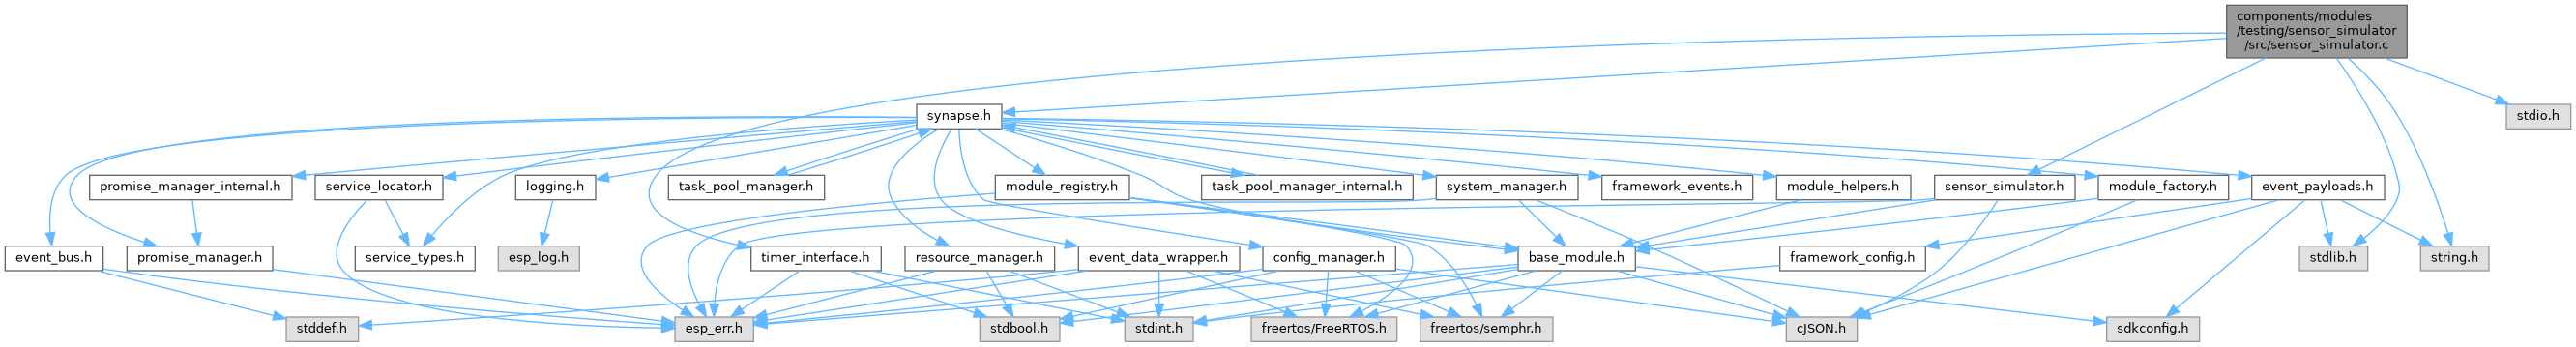 components/modules
/testing/sensor_simulator
/src/sensor_simulator.c
synapse.h
stdio.h
promise_manager_internal.h
service_locator.h
logging.h
task_pool_manager.h
module_registry.h
task_pool_manager_internal.h
system_manager.h
framework_events.h
module_helpers.h
sensor_simulator.h
module_factory.h
event_payloads.h
event_bus.h
promise_manager.h
service_types.h
esp_log.h
timer_interface.h
resource_manager.h
event_data_wrapper.h
config_manager.h
base_module.h
framework_config.h
stdlib.h
string.h
stddef.h
esp_err.h
stdbool.h
stdint.h
freertos/FreeRTOS.h
freertos/semphr.h
cJSON.h
sdkconfig.h